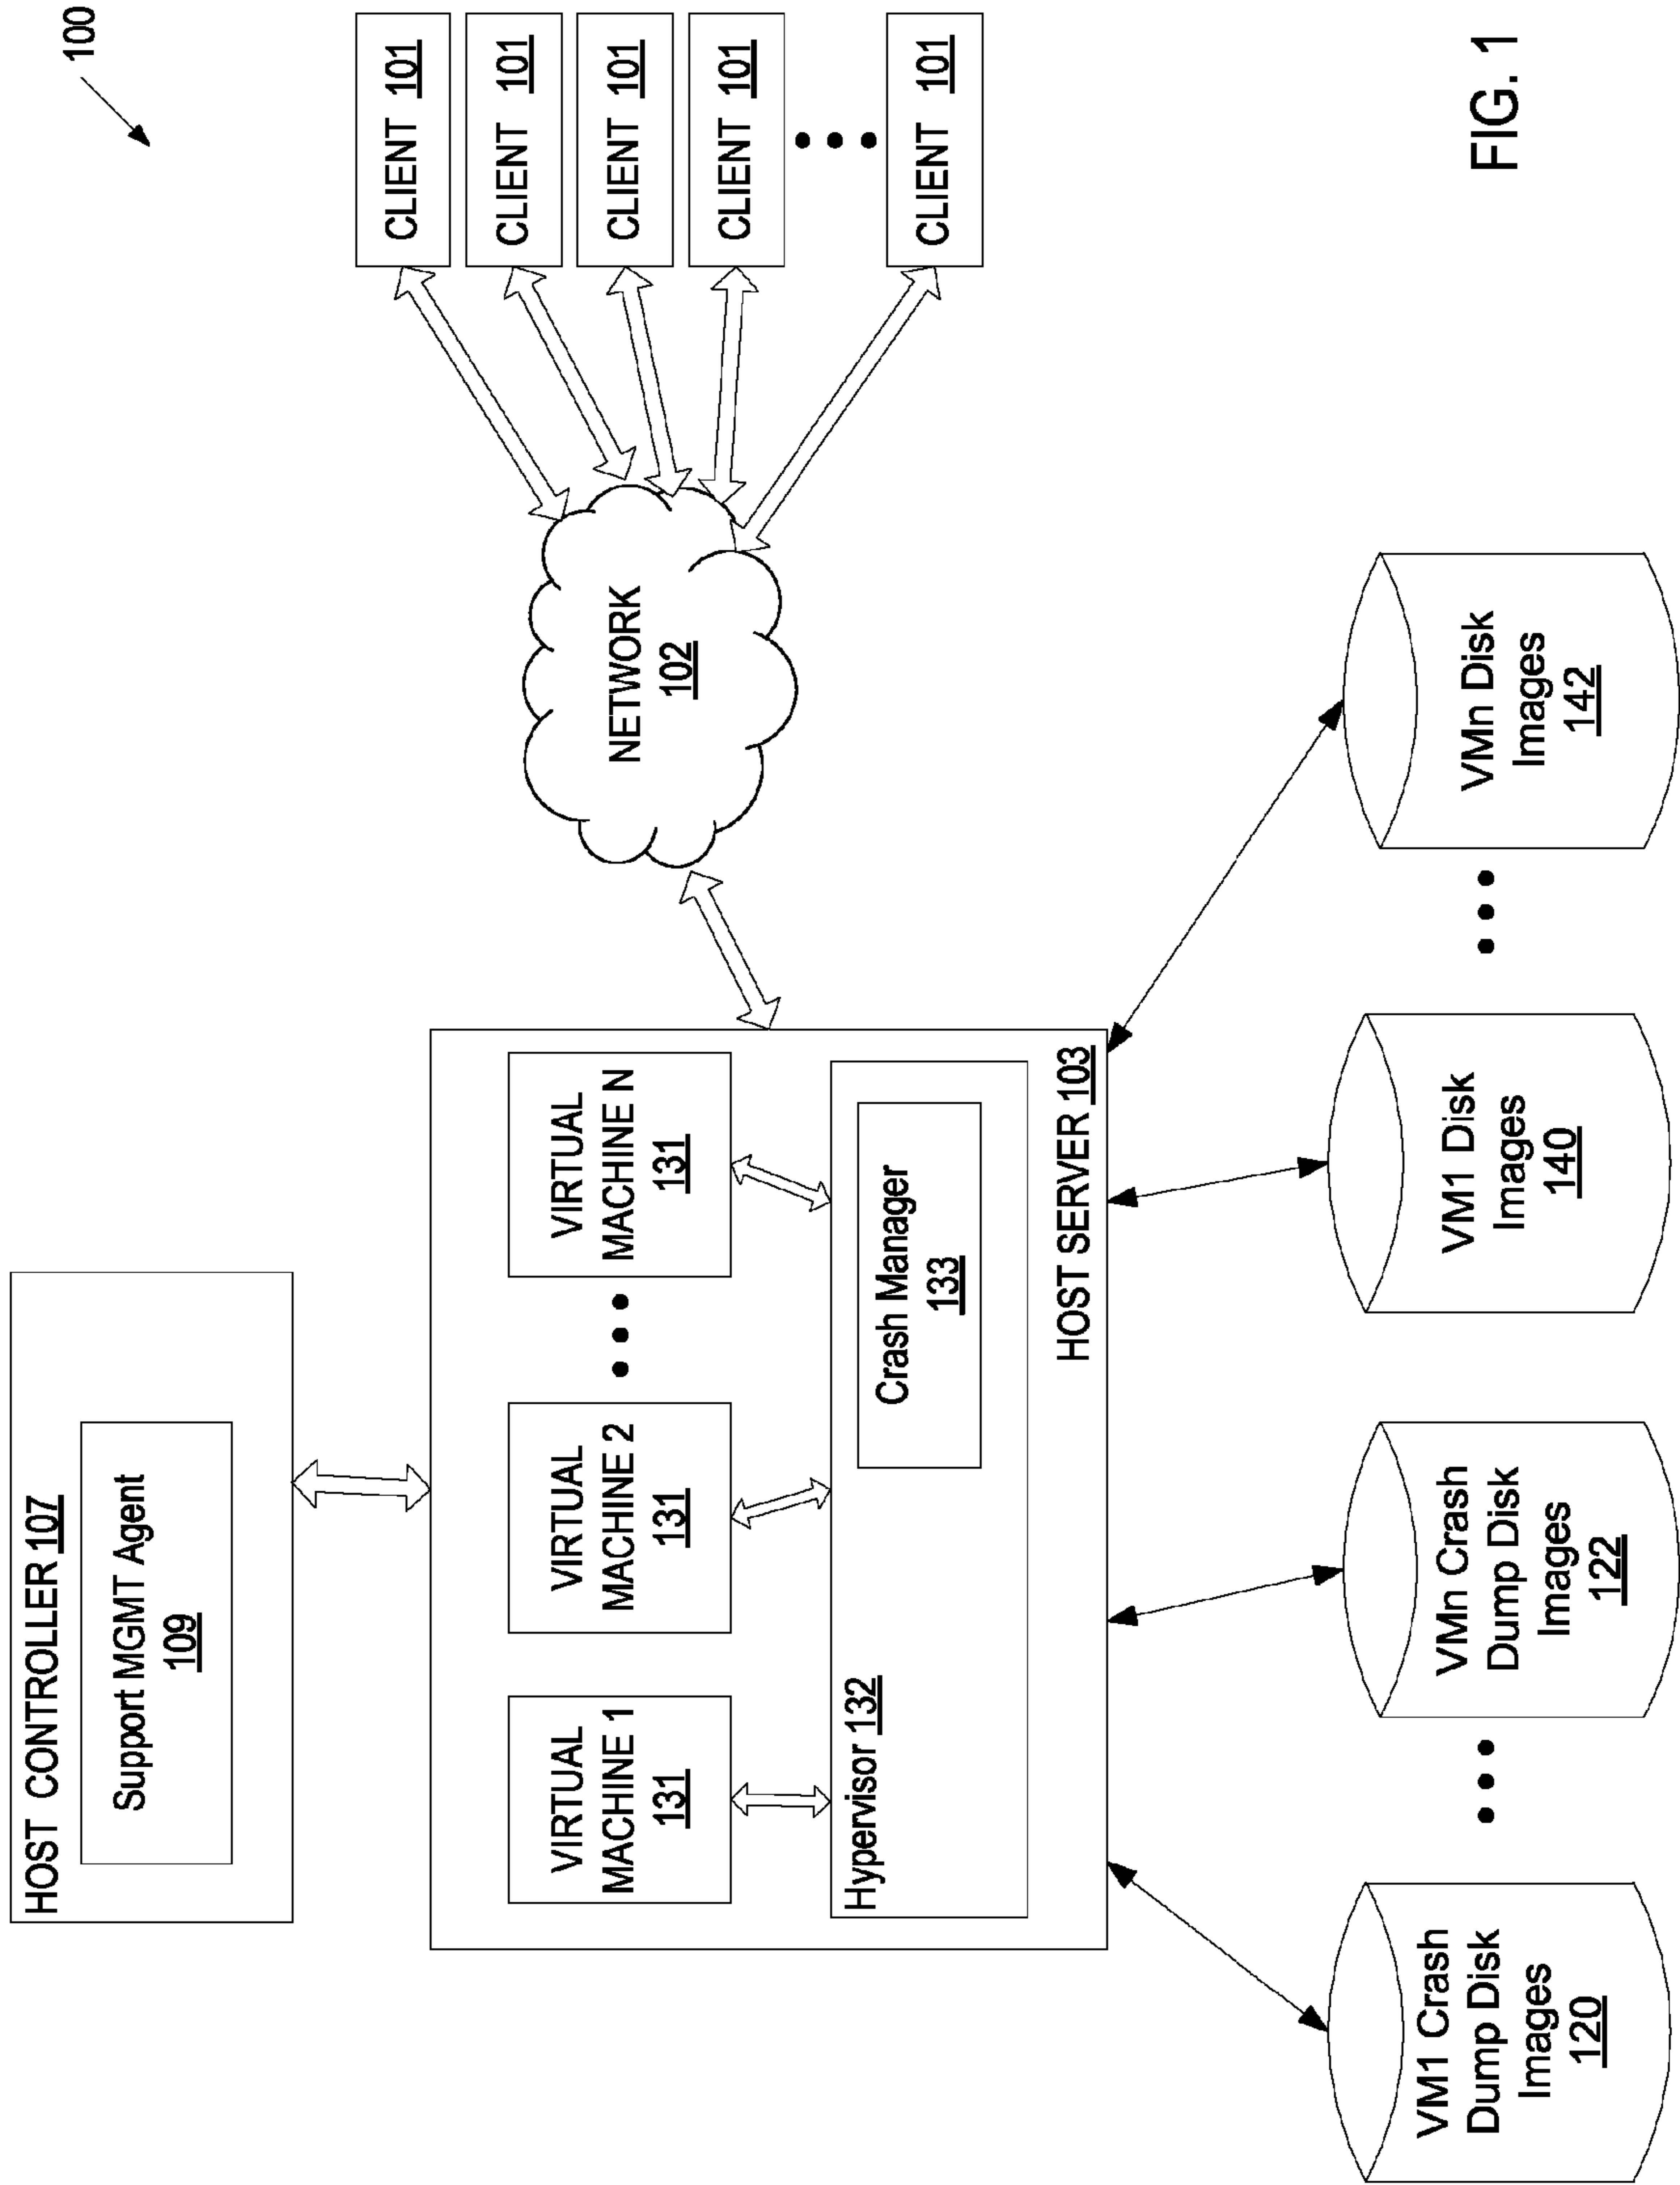 100
HOST CONTROLLER 107
Support MGMT Agent
109
VIRTUAL
MACHINE 1
131
VIRTUAL
MACHINE 2
131
VIRTUAL
MACHINE N
131
Hypervisor 132
Crash Manager
133
HOST SERVER 103
NETWORK
102
CLIENT 101
CLIENT 101
CLIENT 101
CLIENT 101
CLIENT 101
VM1 Crash
Dump Disk
Images
120
VMn Crash
Dump Disk
Images
122
VM1 Disk
Images
140
VMn Disk
Images
142
FIG. 1